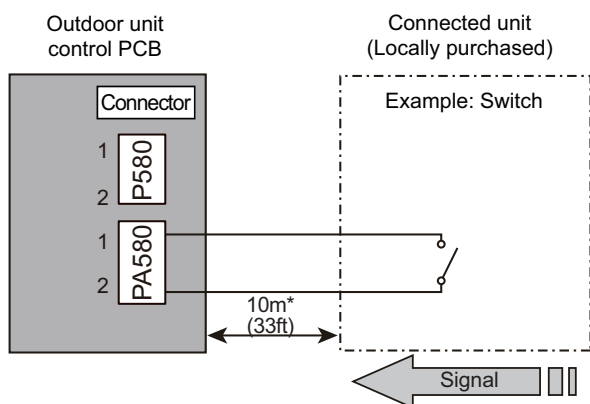 Outdoor unit
control PCB
Connected unit
(Locally purchased)
Connector
Example: Switch
1
2
P580
1
2
PA580
10m*
(33ft)
Signal